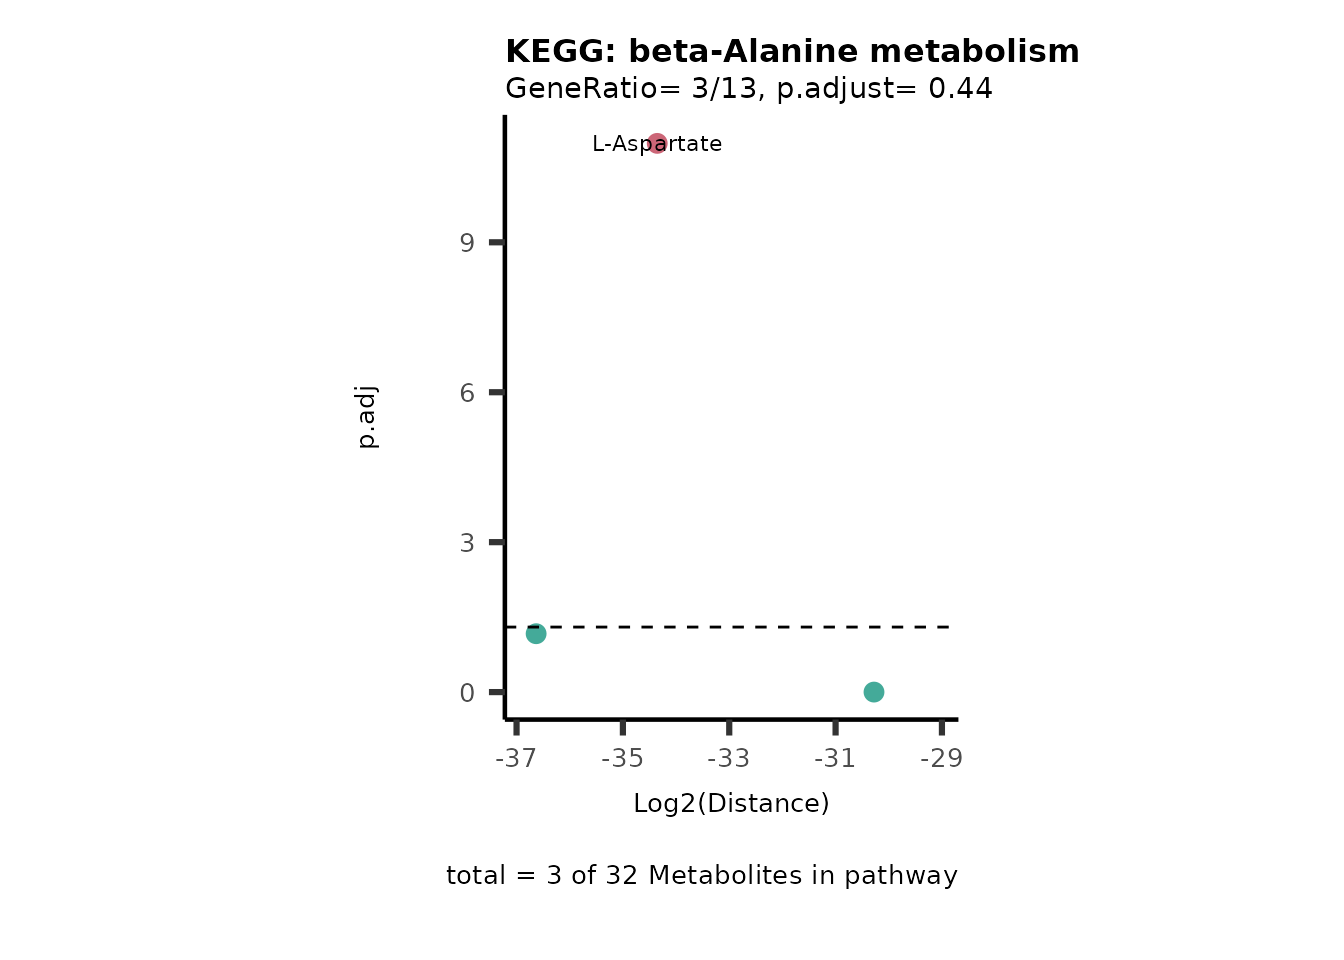 KEGG: beta-Alanine metabolism
GeneRatio= 3/13, p.adjust= 0.44
L-Aspartate
9
6
3
0
p.adj
-37 -35 -33 -31 -29
Log2(Distance)
total = 3 of 32 Metabolites in pathway